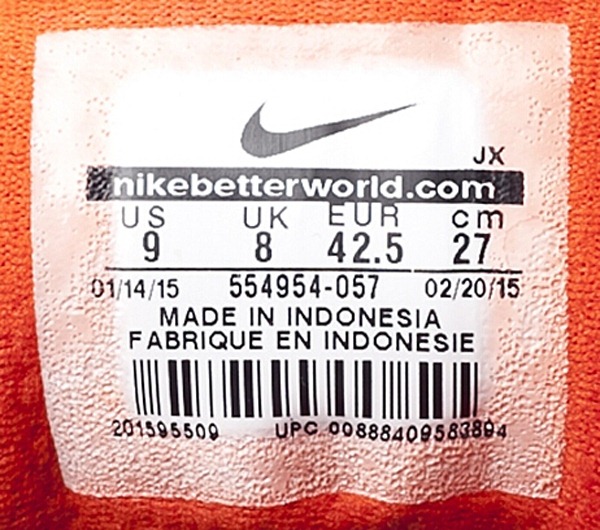 JX
nikebetterworld.com
US UK EUR cm
9 8 42.5 27
01/14/15 554954-057 02/20/15
MADE IN INDONESIA
FABRIQUE EN INDONESIE
201595509 UPC 00888409583894